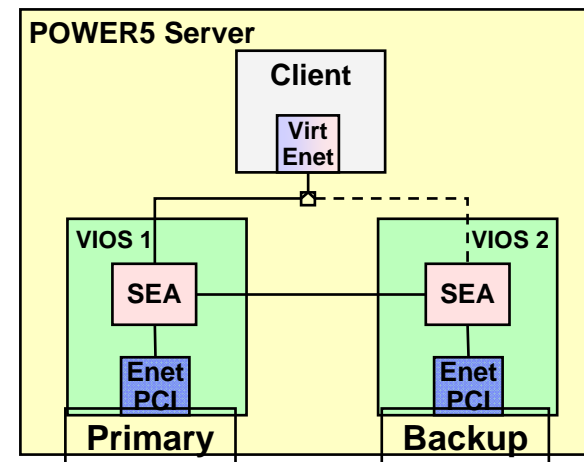 POWER5 Server
Client
Virt
Enet
VIOS 1
VIOS 2
SEA
SEA
Enet
PCI
Enet
PCI
Primary
Backup